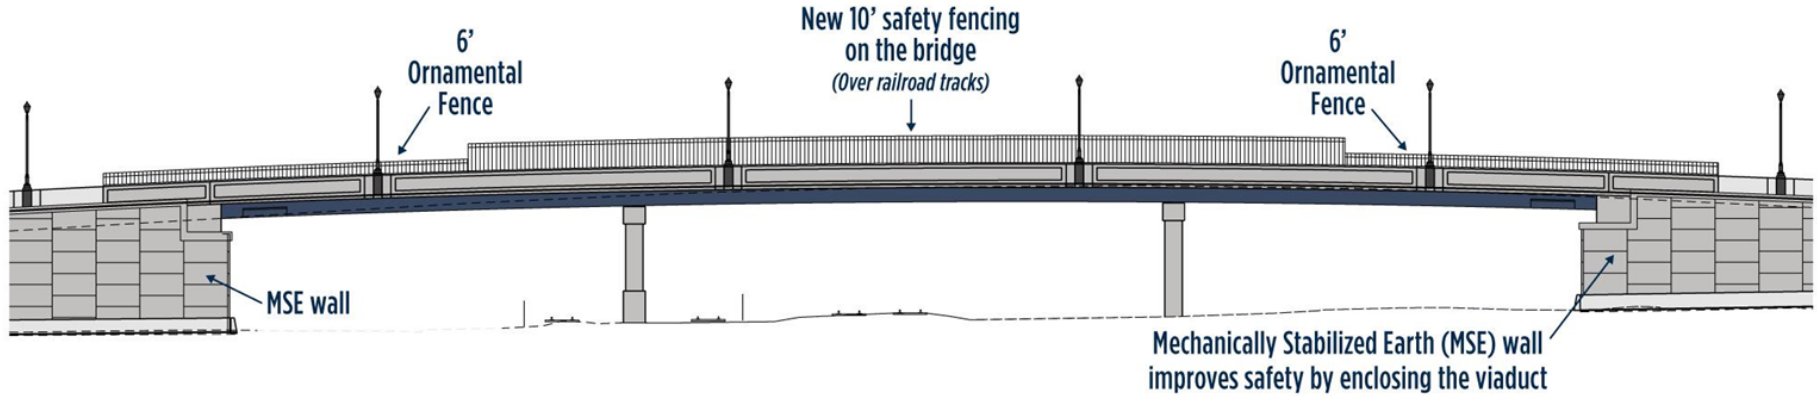 6’
Ornamental
Fence
New 10’ safety fencing
on the bridge
(Over railroad tracks)
6’
Ornamental
Fence
MSE wall
Mechanically Stabilized Earth (MSE) wall
improves safety by enclosing the viaduct